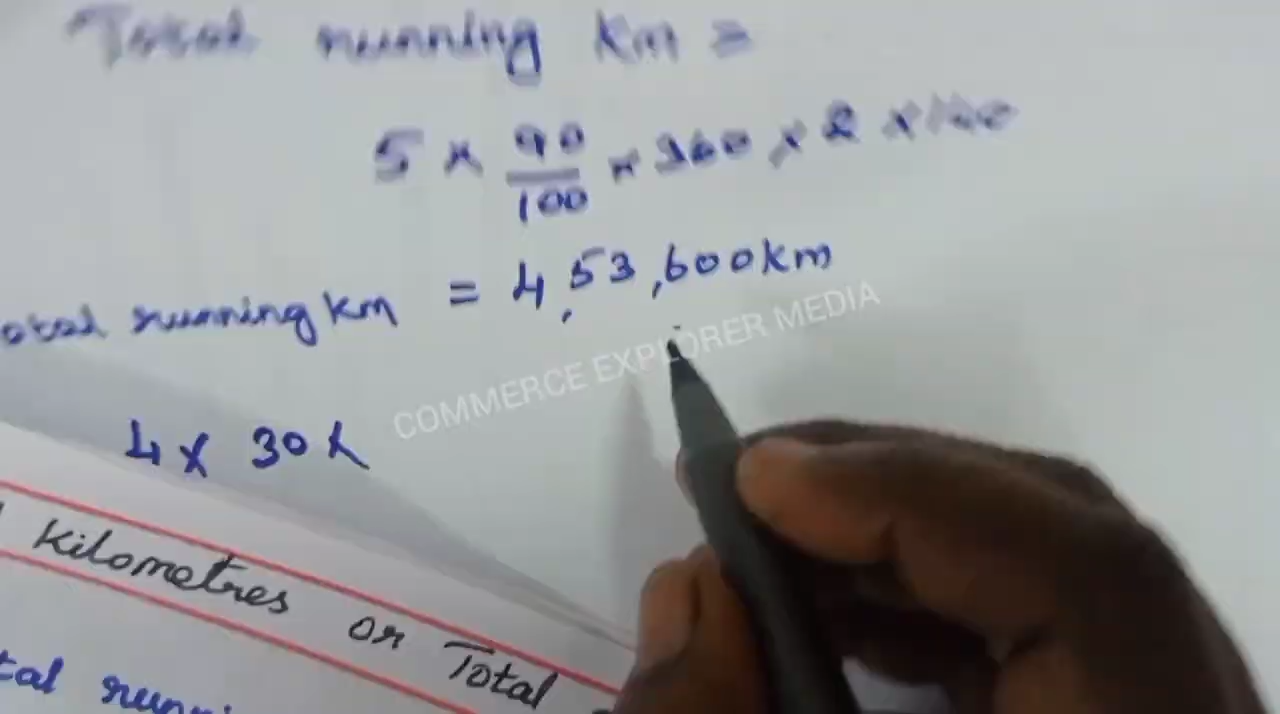 Total running Km =
5 × 90/100 × 360 × 2 × 140
otal running Km = 4,53,600km
COMMERCE EXPLORER MEDIA
4 × 30 ×
Kilometres or Total
tal runni